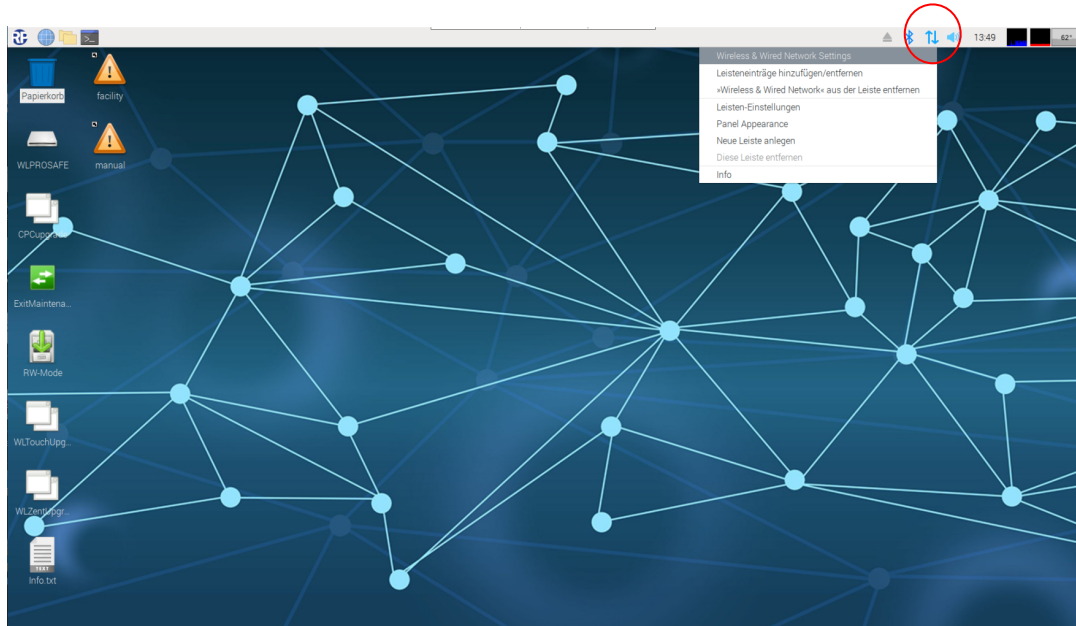 13:49
62°
Wireless & Wired Network Settings
Leisteneinträge hinzufügen/entfernen
»Wireless & Wired Network« aus der Leiste entfernen
Leisten-Einstellungen
Panel Appearance
Neue Leiste anlegen
Diese Leiste entfernen
Info
Papierkorb
facility
WLPROSAFE
manual
CPCupgrade
ExitMaintena...
RW-Mode
WLTouchUpg...
WLZentUpgr...
TEXT
Info.txt